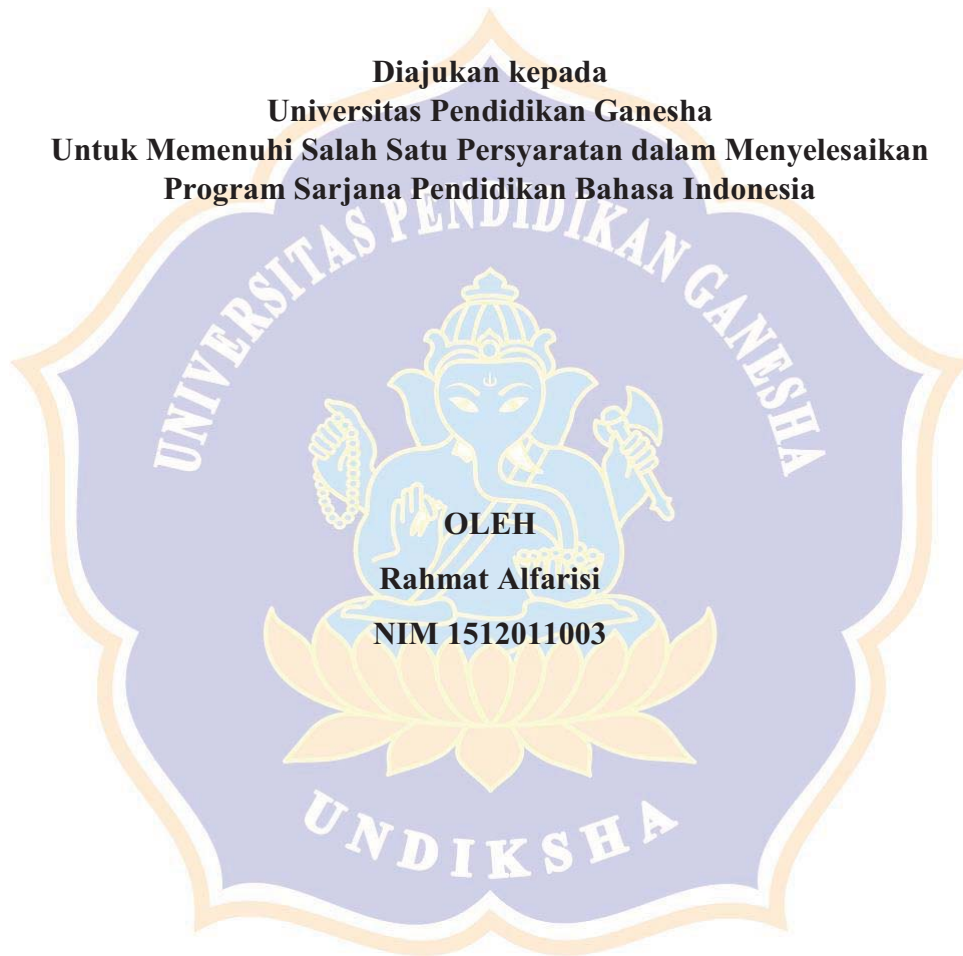 Diajukan kepada
Universitas Pendidikan Ganesha
Untuk Memenuhi Salah Satu Persyaratan dalam Menyelesaikan
Program Sarjana Pendidikan Bahasa Indonesia
UNIVERSITAS PENDIDIKAN GANESHA
OLEH
Rahmat Alfarisi
NIM 1512011003
UNDIKSHA